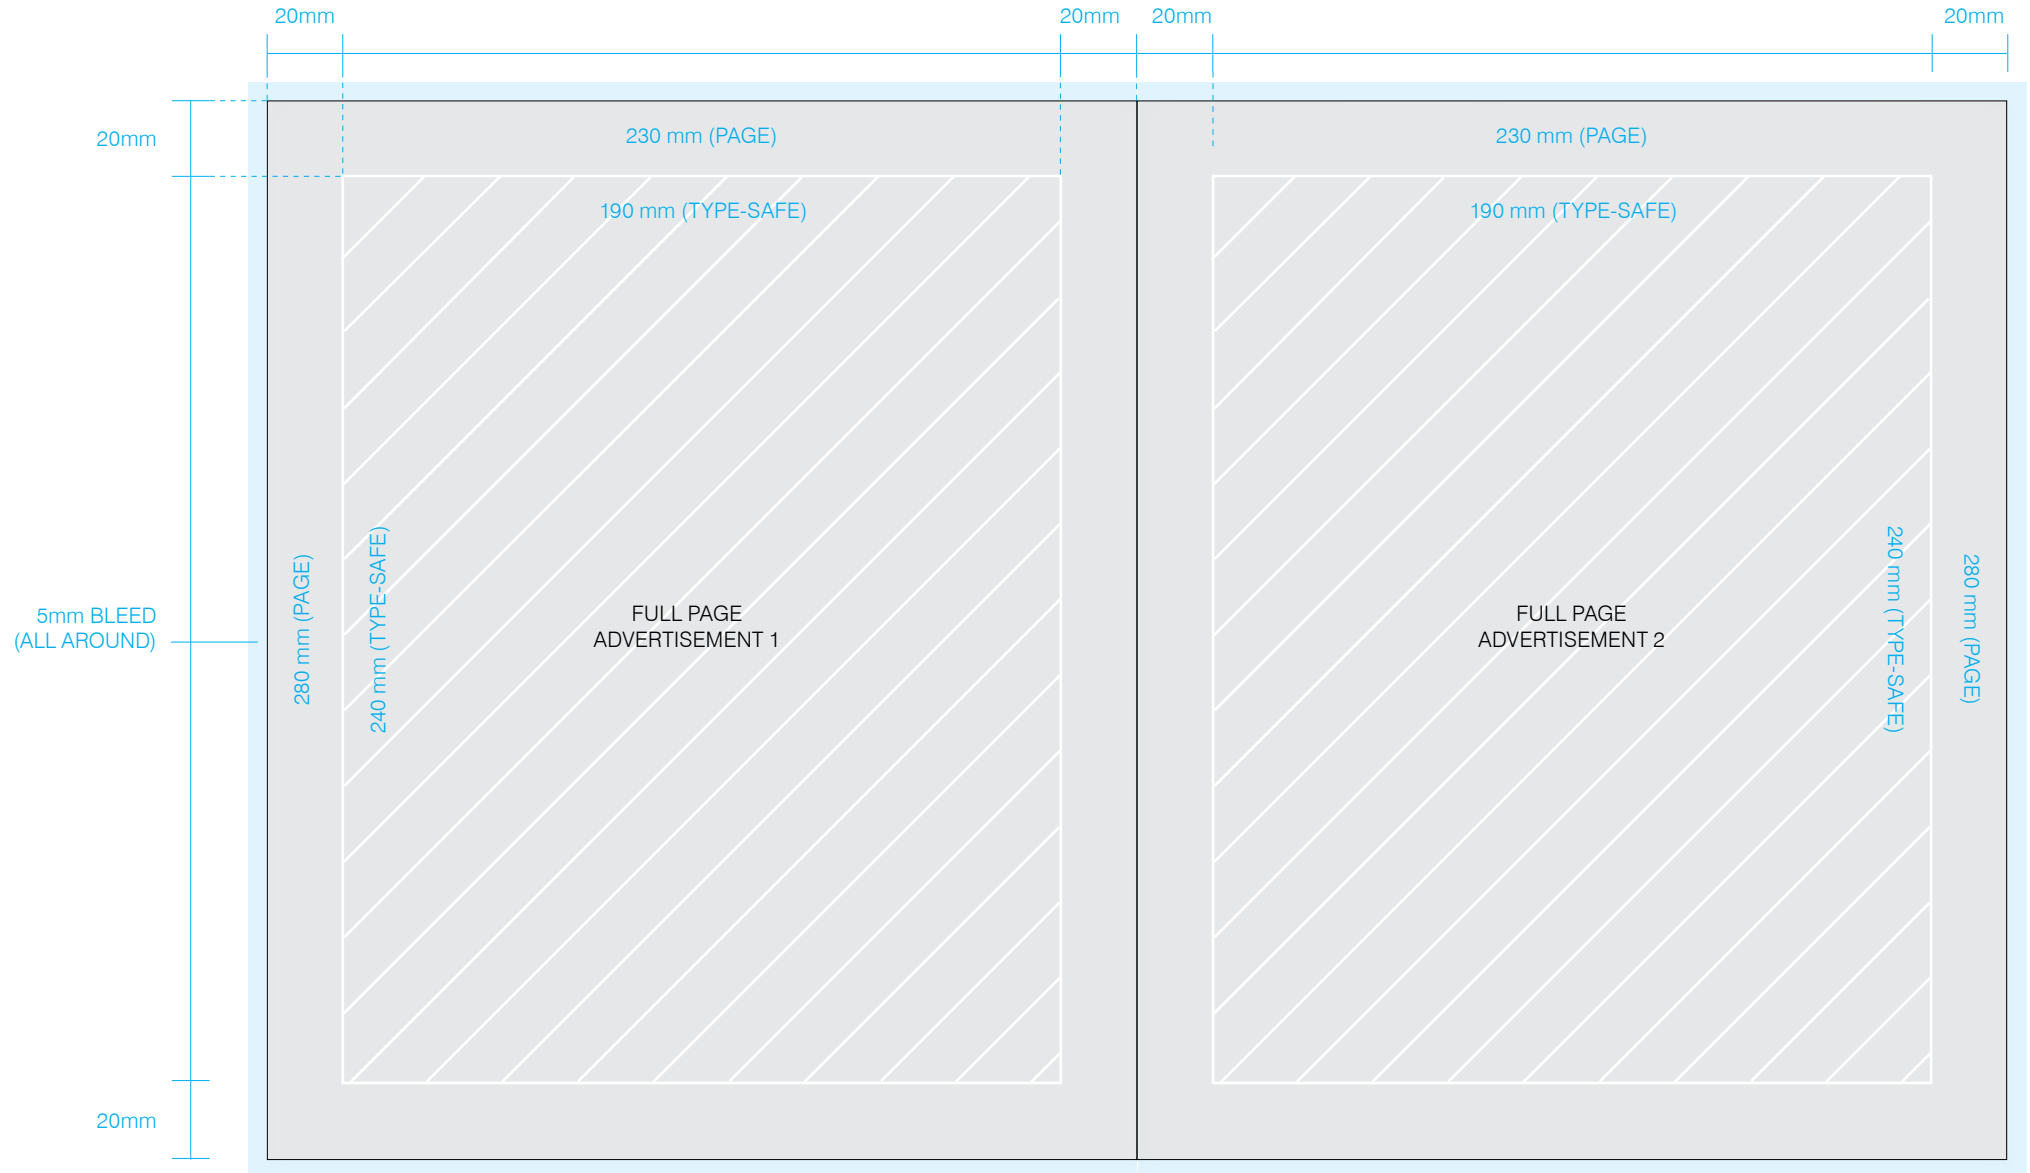 20mm
20mm
20mm
20mm
20mm
230 mm (PAGE)
230 mm (PAGE)
190 mm (TYPE-SAFE)
190 mm (TYPE-SAFE)
280 mm (PAGE)
240 mm (TYPE-SAFE)
240 mm (TYPE-SAFE)
280 mm (PAGE)
5mm BLEED
(ALL AROUND)
FULL PAGE
ADVERTISEMENT 1
FULL PAGE
ADVERTISEMENT 2
20mm